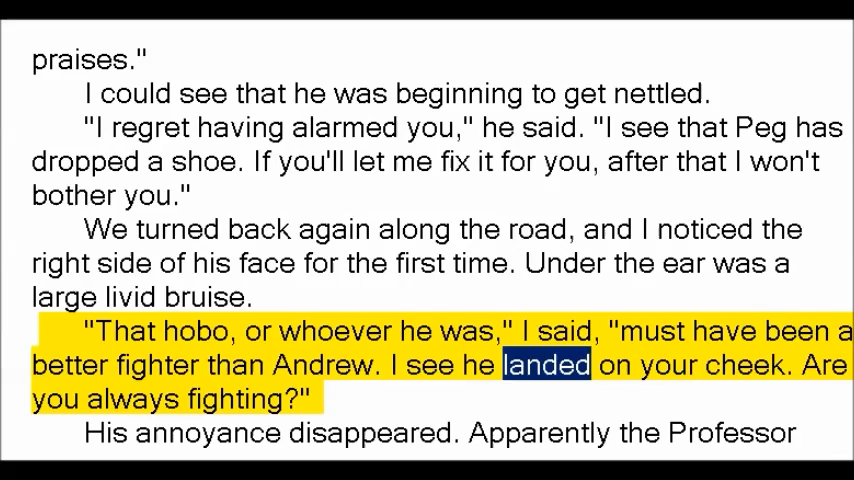 praises."
I could see that he was beginning to get nettled.
"I regret having alarmed you," he said. "I see that Peg has
dropped a shoe. If you'll let me fix it for you, after that I won't
bother you."
We turned back again along the road, and I noticed the
right side of his face for the first time. Under the ear was a
large livid bruise.
"That hobo, or whoever he was," I said, "must have been a
better fighter than Andrew. I see he landed on your cheek. Are
you always fighting?"
His annoyance disappeared. Apparently the Professor